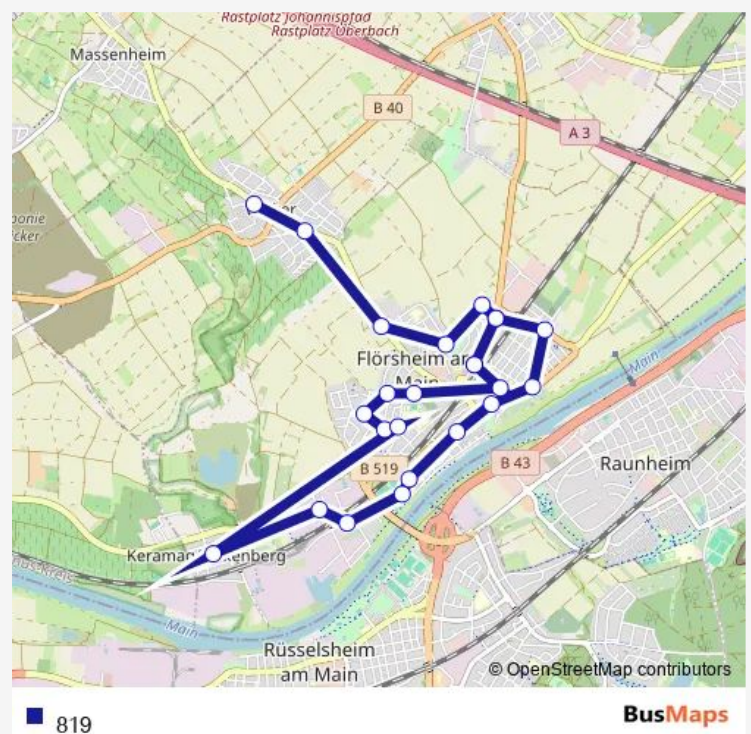 Rastplatz Johannispfad
Rastplatz Überbach
Massenheim
B 40
A 3
Flörsheim am
Main
Main
B 519
B 43
Raunheim
Main
Rüsselsheim
am Main
© OpenStreetMap contributors
819
BusMaps